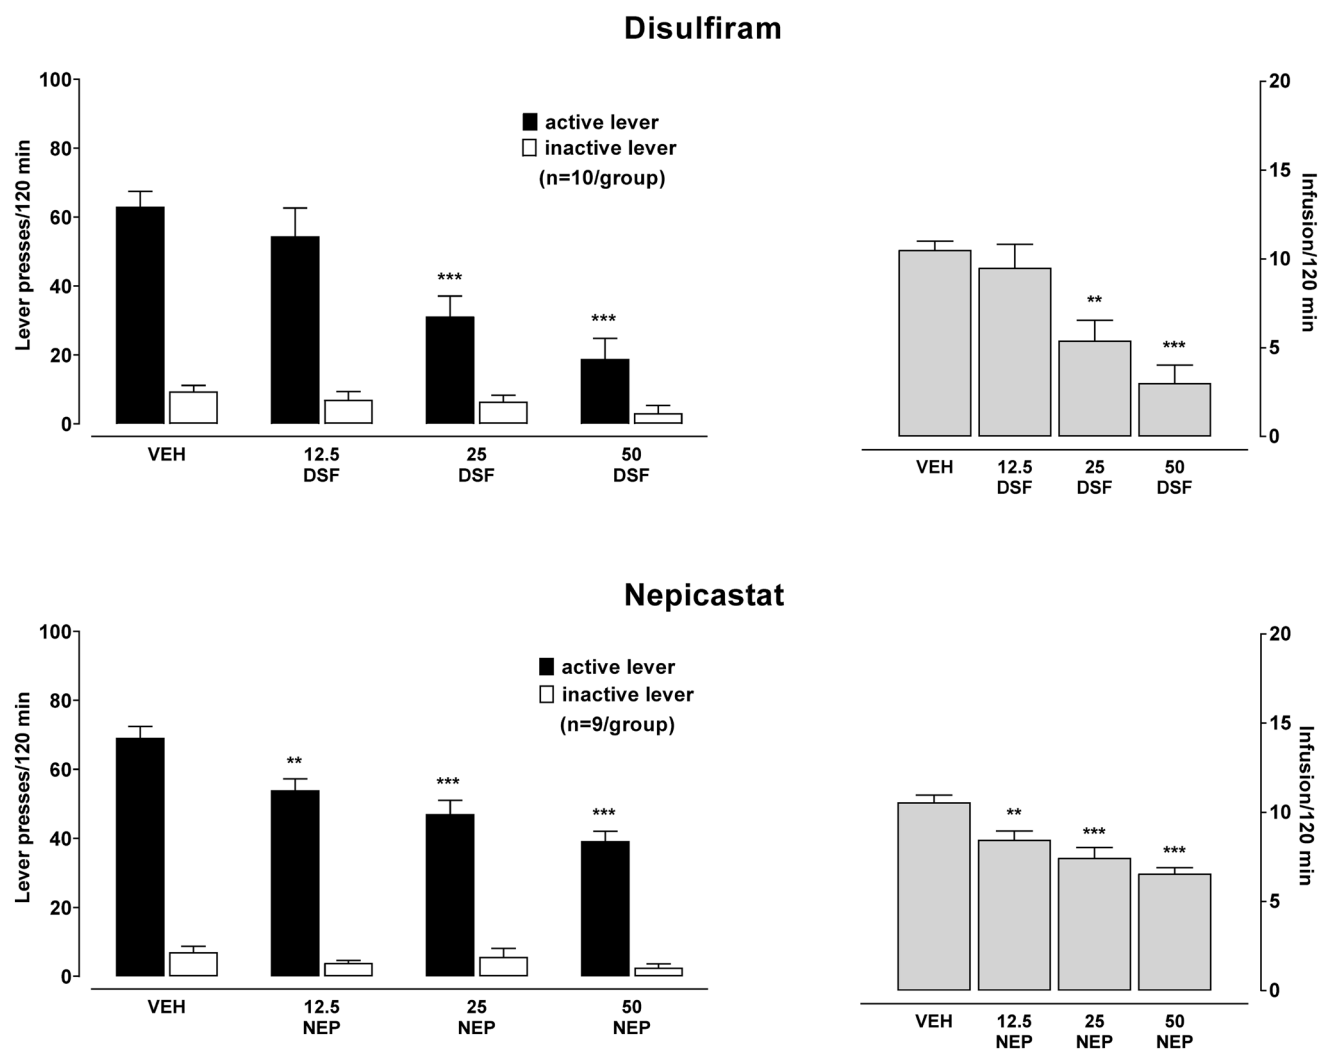 Disulfiram
Lever presses/120 min
100
80
60
40
20
0
active lever
inactive lever
(n=10/group)
***
***
VEH
12.5
DSF
25
DSF
50
DSF
Infusion/120 min
20
15
10
5
0
**
***
VEH
12.5
DSF
25
DSF
50
DSF
Nepicastat
Lever presses/120 min
100
80
60
40
20
0
active lever
inactive lever
(n=9/group)
**
***
***
VEH
12.5
NEP
25
NEP
50
NEP
Infusion/120 min
20
15
10
5
0
**
***
***
VEH
12.5
NEP
25
NEP
50
NEP